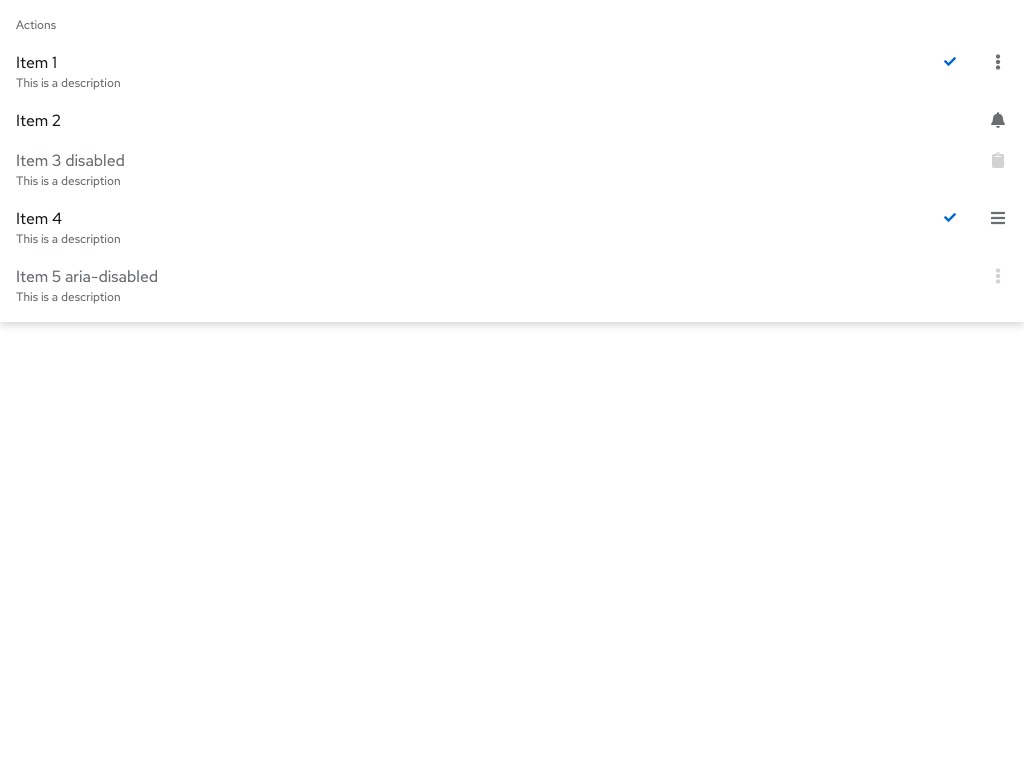 Actions
Item 1
This is a description
Item 2
Item 3 disabled
This is a description
Item 4
This is a description
Item 5 aria-disabled
This is a description